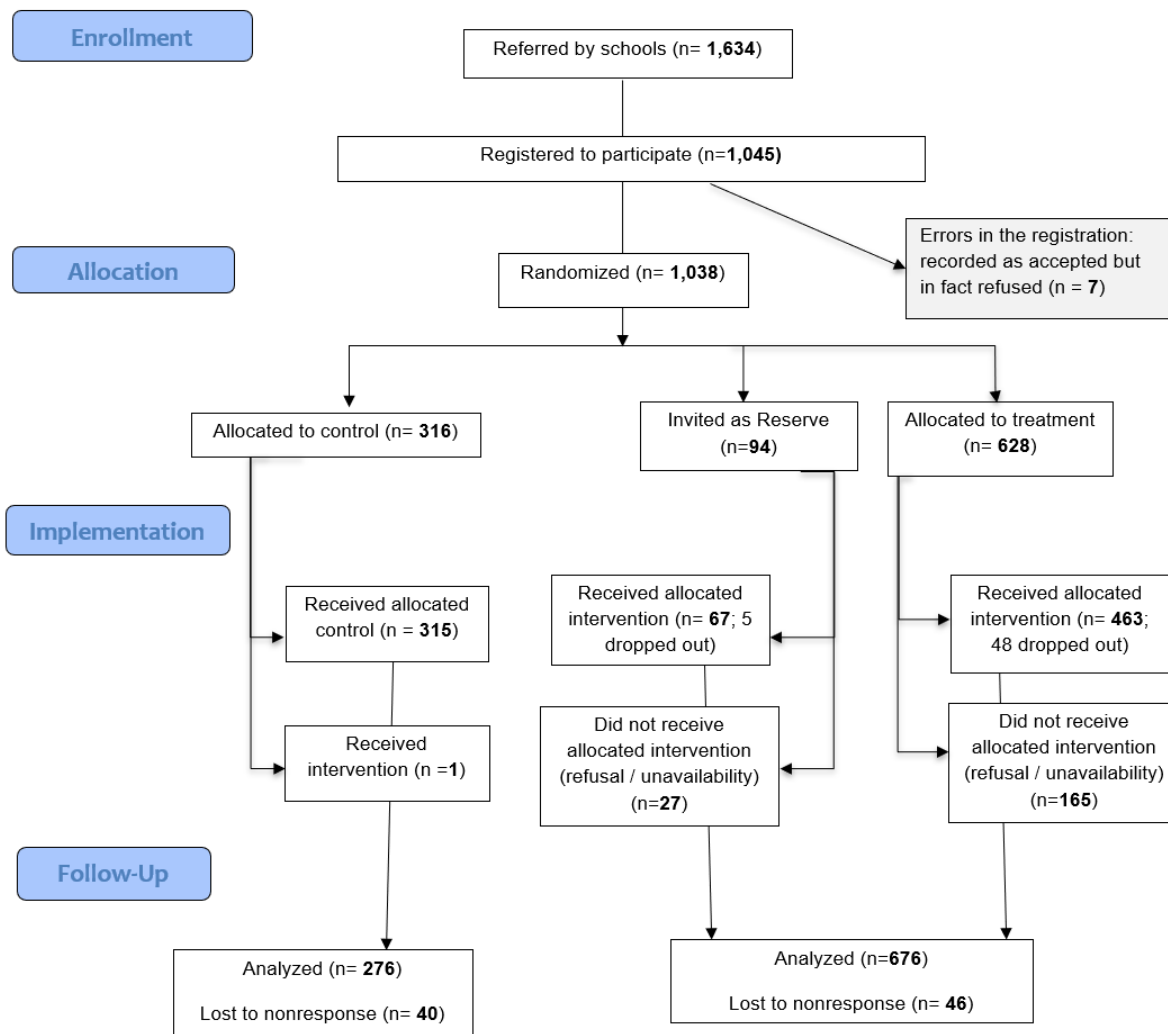 Enrollment
Referred by schools (n= 1,634)
Registered to participate (n=1,045)
Errors in the registration:
recorded as accepted but
in fact refused (n = 7)
Allocation
Randomized (n= 1,038)
Allocated to control (n= 316)
Invited as Reserve
(n=94)
Allocated to treatment
(n= 628)
Implementation
Received allocated
control (n = 315)
Received allocated
intervention (n= 67; 5
dropped out)
Received allocated
intervention (n= 463;
48 dropped out)
Received
intervention (n =1)
Did not receive
allocated intervention
(refusal / unavailability)
(n=27)
Did not receive
allocated intervention
(refusal / unavailability)
(n=165)
Follow-Up
Analyzed (n= 276)
Lost to nonresponse (n= 40)
Analyzed (n=676)
Lost to nonresponse (n= 46)